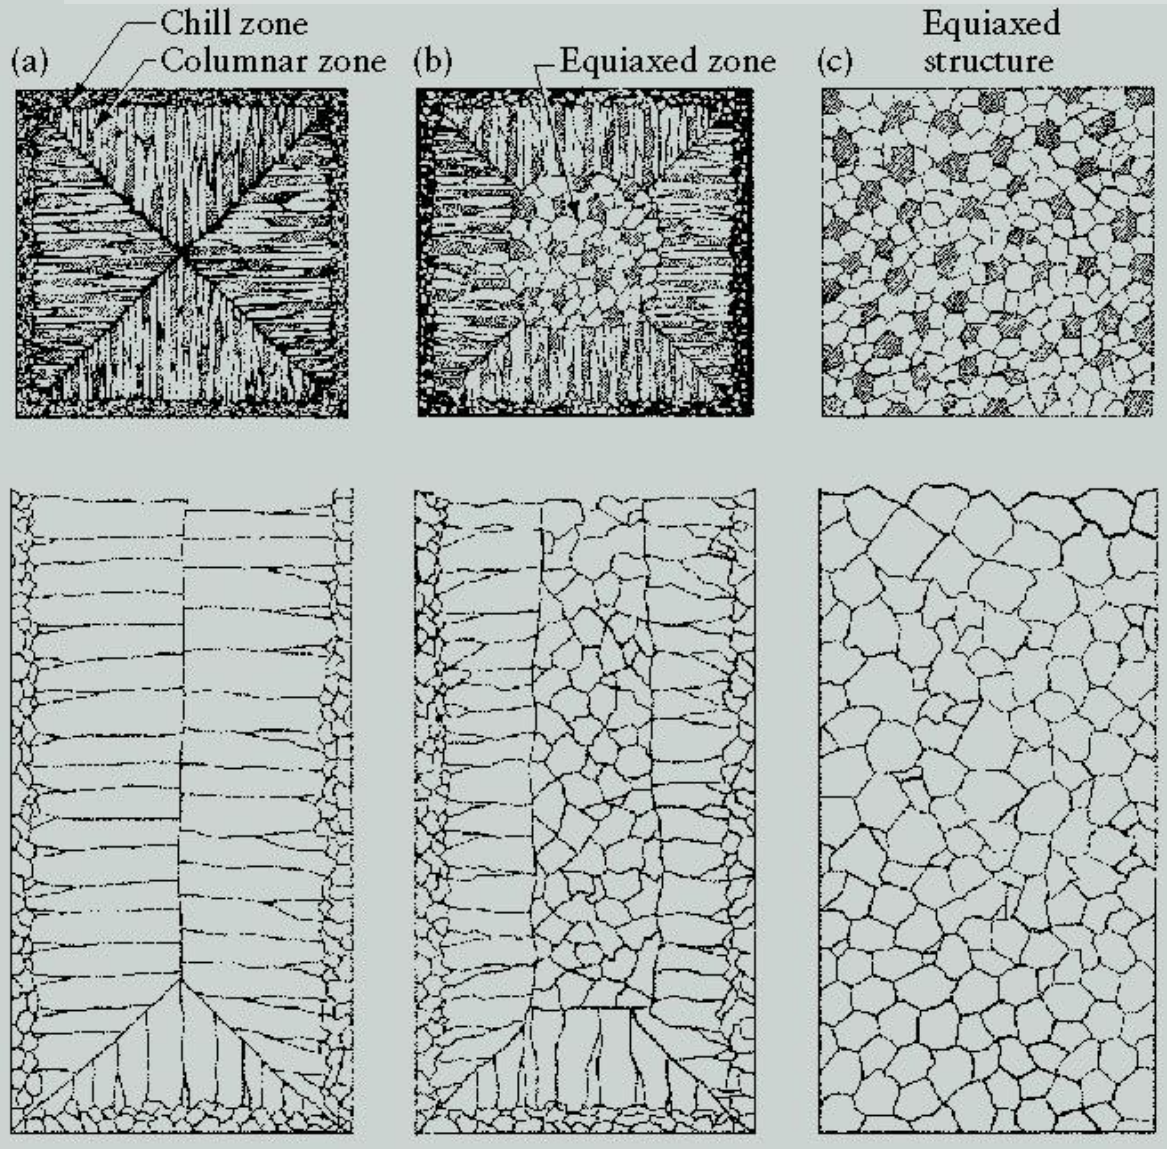 Chill zone
(a) Columnar zone
(b) Equiaxed zone
(c) Equiaxed
structure